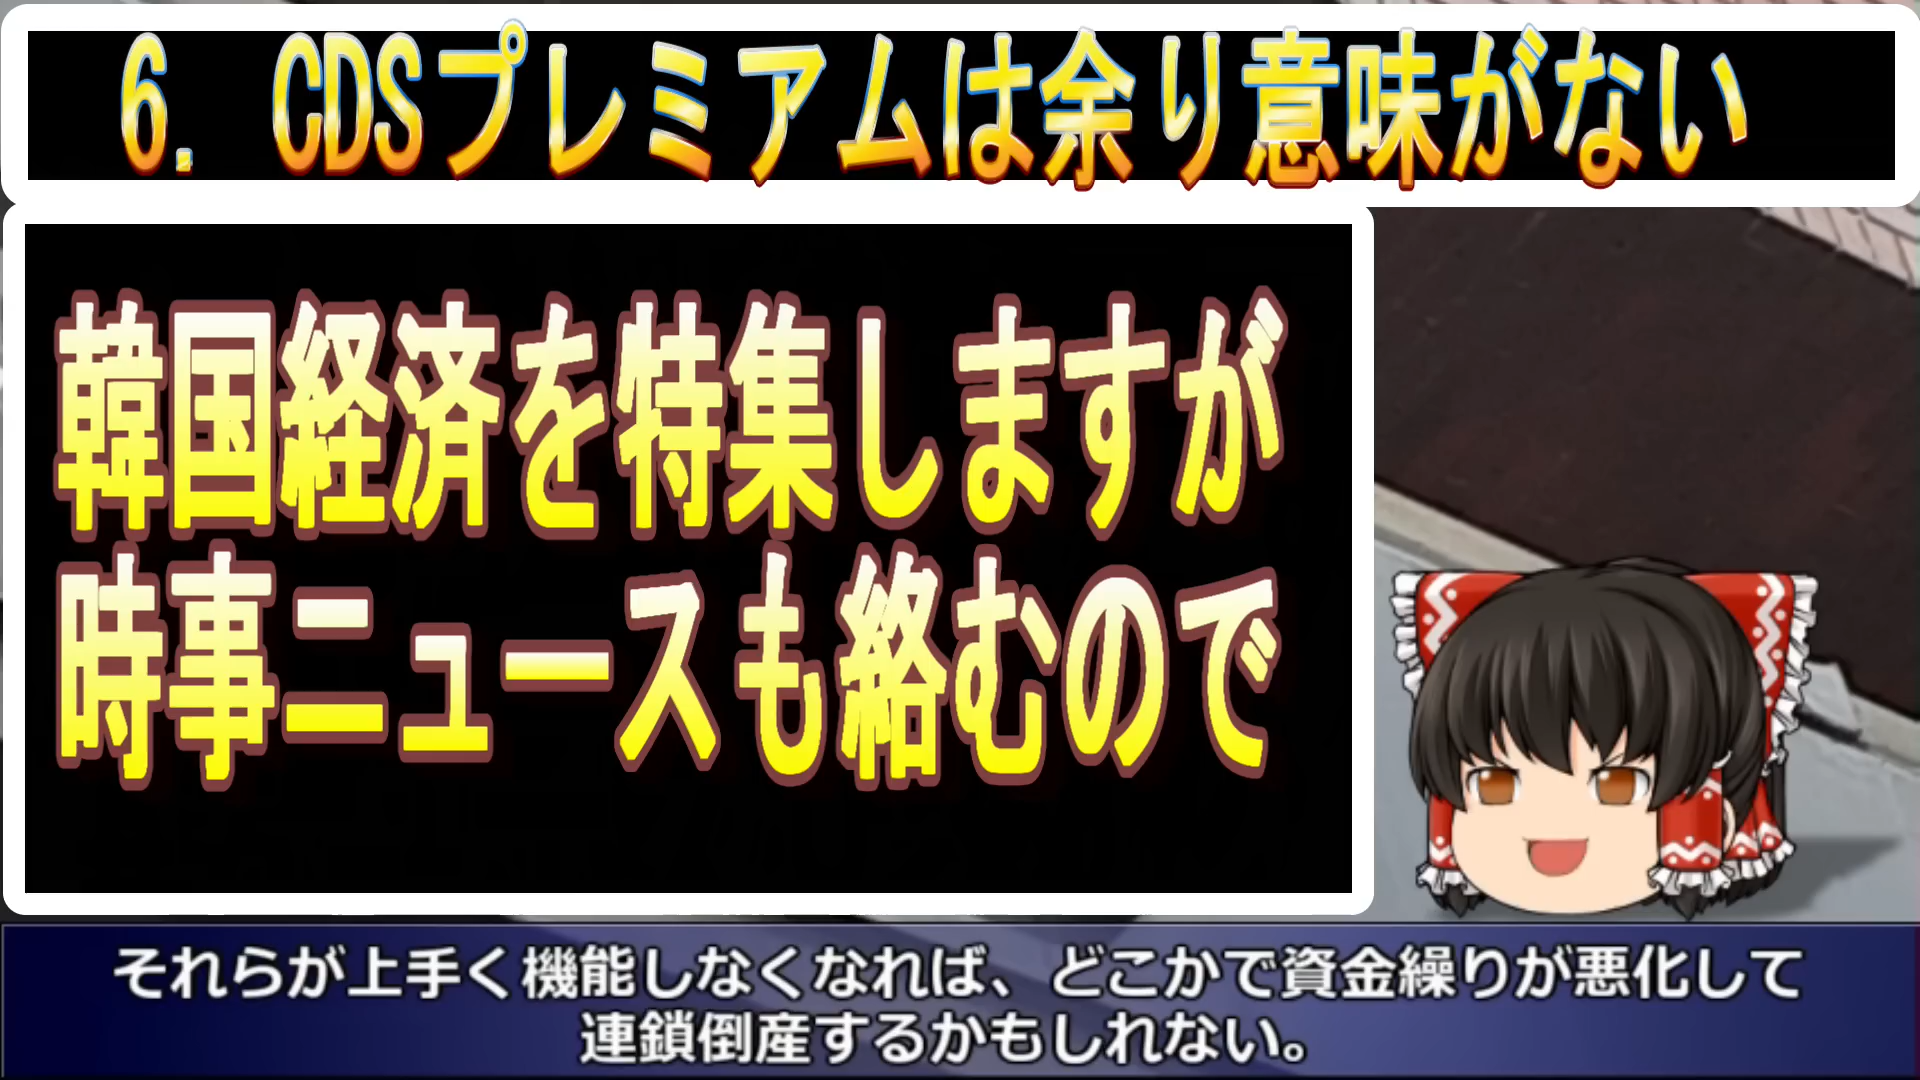 6. CDSプレミアムは余り意味がない
韓国経済を特集しますが
時事ニュースも絡むので
それらが上手く機能しなくなれば、どこかで資金繰りが悪化して
連鎖倒産するかもしれない。